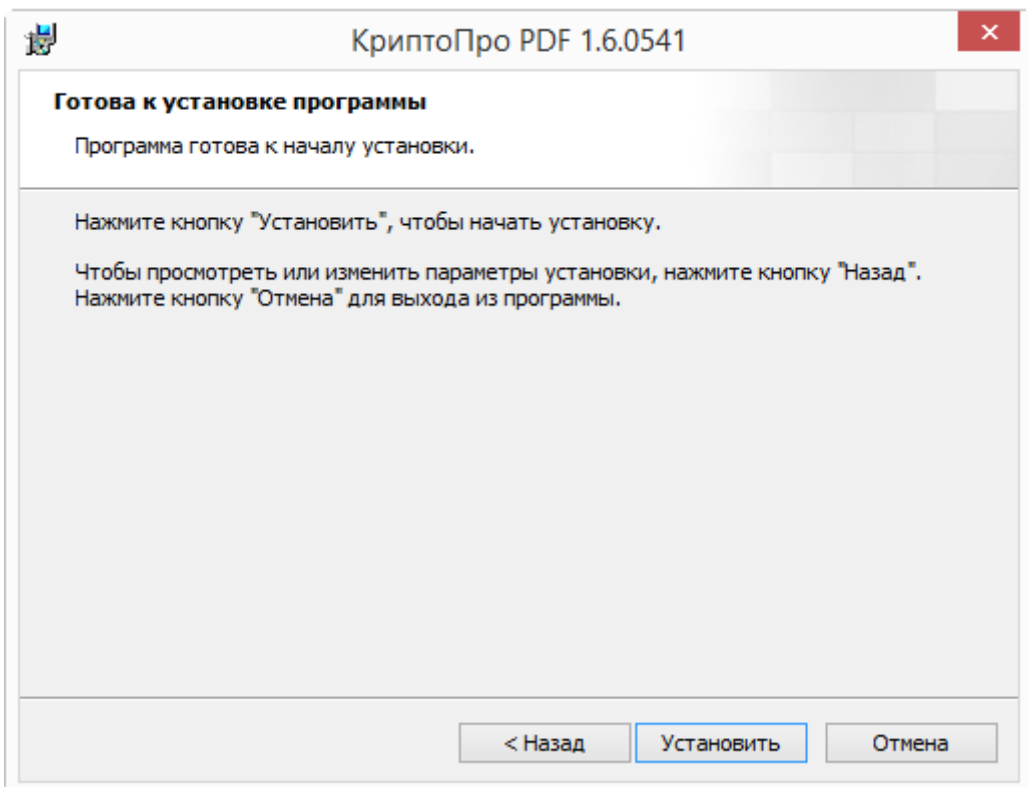 КриптоПро PDF 1.6.0541
Готова к установке программы
Программа готова к началу установки.
Нажмите кнопку "Установить", чтобы начать установку.
Чтобы просмотреть или изменить параметры установки, нажмите кнопку "Назад".
Нажмите кнопку "Отмена" для выхода из программы.
< Назад Установить Отмена